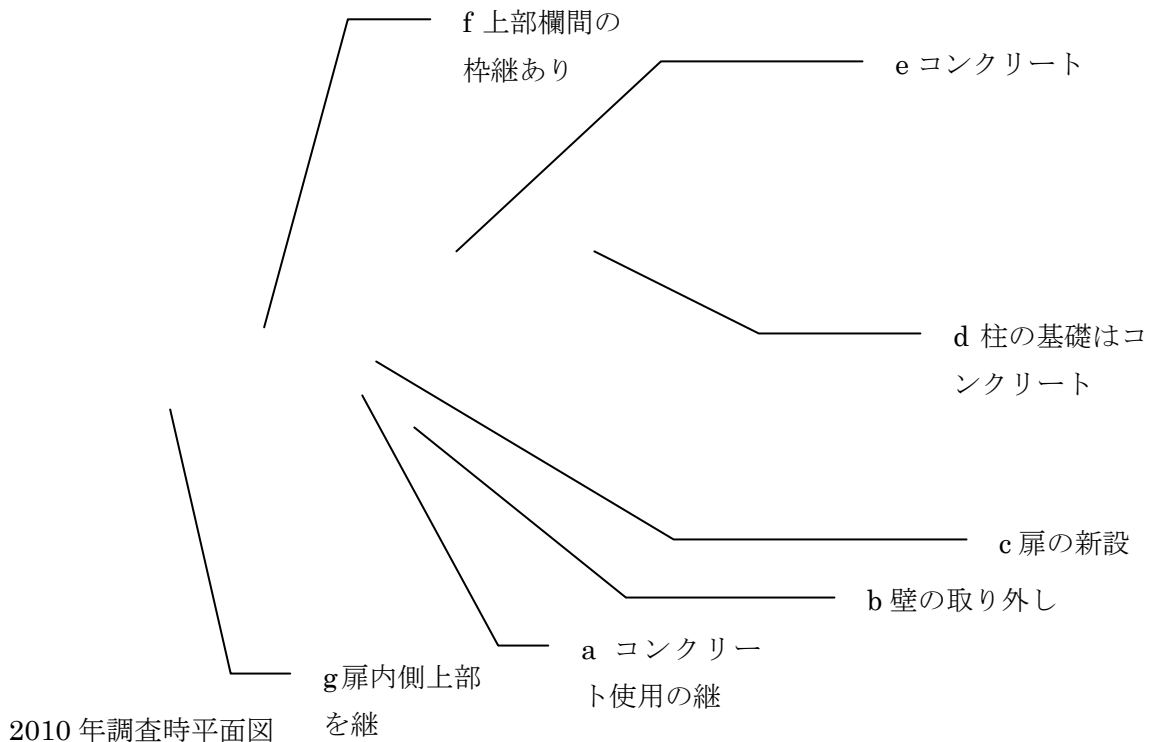 f 上部欄間の
枠継あり
e コンクリート
d 柱の基礎はコ
ンクリート
c 扉の新設
b 壁の取り外し
a コンクリー
ト使用の継
g 扉内側上部
を継
2010 年調査時平面図